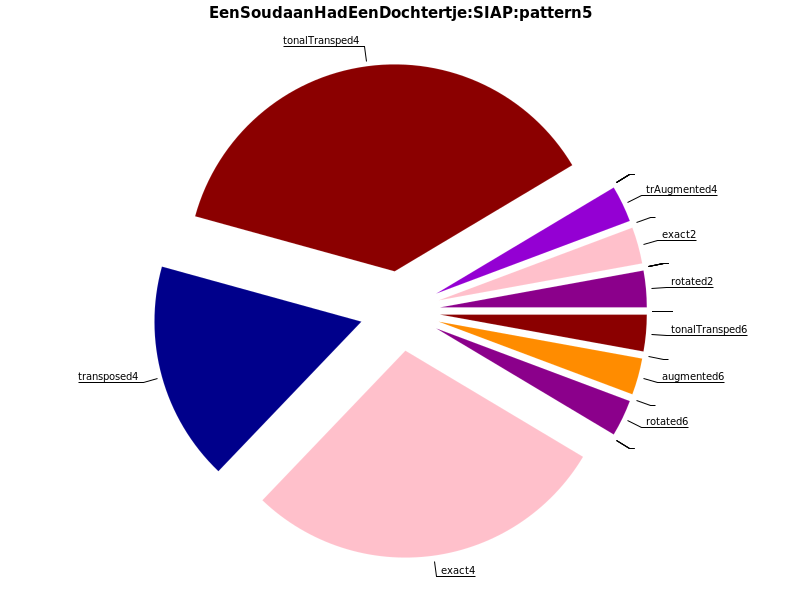 EenSoudaanHadEenDochtertje:SIAP:pattern5
tonalTransped4
trAugmented4
exact2
rotated2
tonalTransped6
transposed4
augmented6
rotated6
exact4